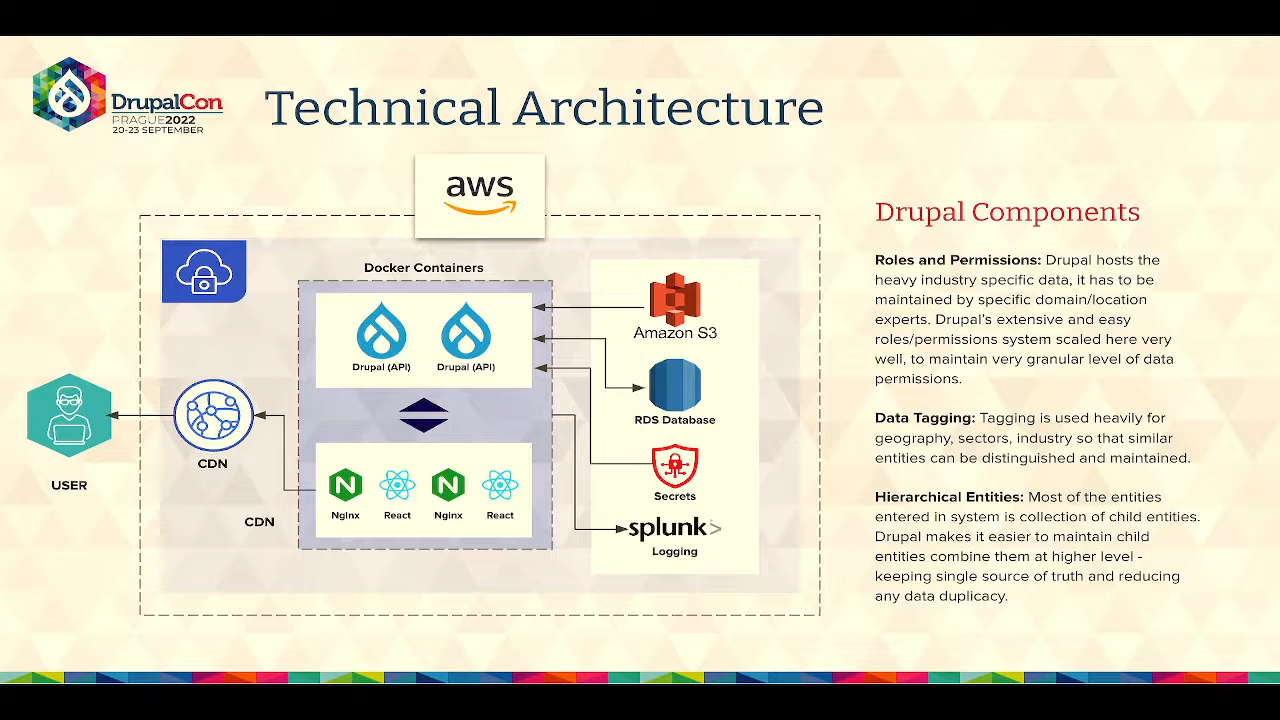 DrupalCon
PRAGUE2022
20-23 SEPTEMBER
Technical Architecture
aws
Docker Containers
Drupal (API)
Drupal (API)
Amazon S3
RDS Database
Secrets
splunk>
Logging
USER
CDN
CDN
Nginx
React
Nginx
React
Drupal Components
Roles and Permissions: Drupal hosts the
heavy industry specific data, it has to be
maintained by specific domain/location
experts. Drupal's extensive and easy
roles/permissions system scaled here very
well, to maintain very granular level of data
permissions.
Data Tagging: Tagging is used heavily for
geography, sectors, industry so that similar
entities can be distinguished and maintained.
Hierarchical Entities: Most of the entities
entered in system is collection of child entities.
Drupal makes it easier to maintain child
entities combine them at higher level -
keeping single source of truth and reducing
any data duplicacy.